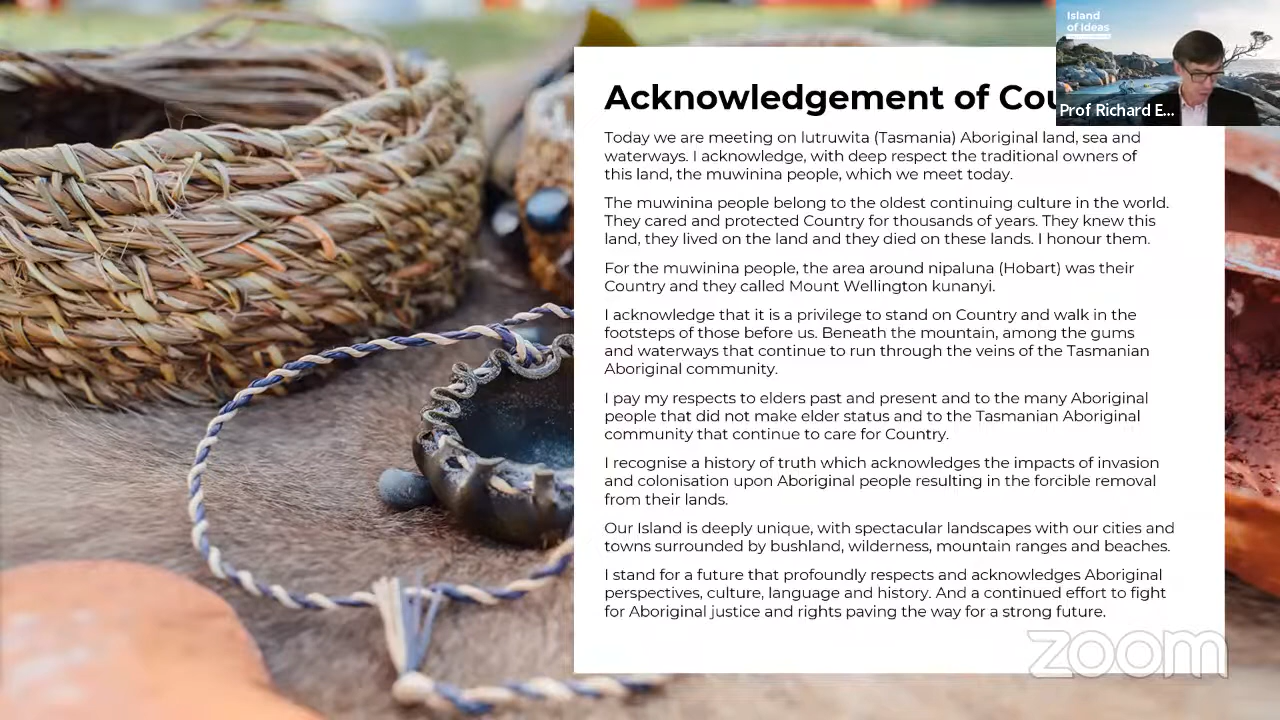 Island
of Ideas
Prof Richard E...
Acknowledgement of Cou
Today we are meeting on lutruwita (Tasmania) Aboriginal land, sea and
waterways. I acknowledge, with deep respect the traditional owners of
this land, the muwinina people, which we meet today.
The muwinina people belong to the oldest continuing culture in the world.
They cared and protected Country for thousands of years. They knew this
land, they lived on the land and they died on these lands. I honour them.
For the muwinina people, the area around nipaluna (Hobart) was their
Country and they called Mount Wellington kunanyi.
I acknowledge that it is a privilege to stand on Country and walk in the
footsteps of those before us. Beneath the mountain, among the gums
and waterways that continue to run through the veins of the Tasmanian
Aboriginal community.
I pay my respects to elders past and present and to the many Aboriginal
people that did not make elder status and to the Tasmanian Aboriginal
community that continue to care for Country.
I recognise a history of truth which acknowledges the impacts of invasion
and colonisation upon Aboriginal people resulting in the forcible removal
from their lands.
Our Island is deeply unique, with spectacular landscapes with our cities and
towns surrounded by bushland, wilderness, mountain ranges and beaches.
I stand for a future that profoundly respects and acknowledges Aboriginal
perspectives, culture, language and history. And a continued effort to fight
for Aboriginal justice and rights paving the way for a strong future.
zoom